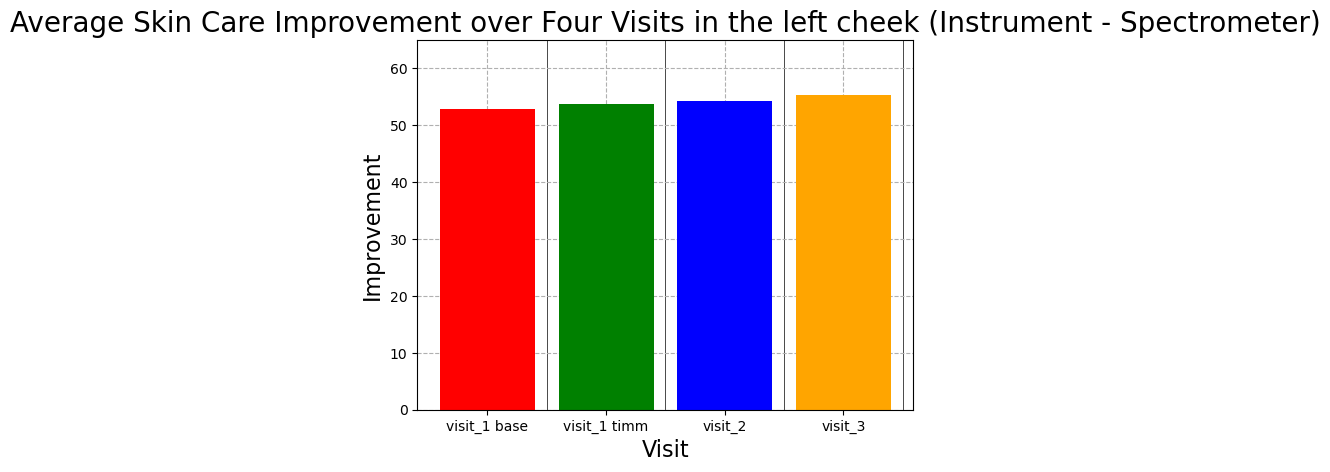 Average Skin Care Improvement over Four Visits in the left cheek (Instrument - Spectrometer)
Improvement
60
50
40
30
20
10
0
visit_1 base visit_1 timm visit_2 visit_3
Visit